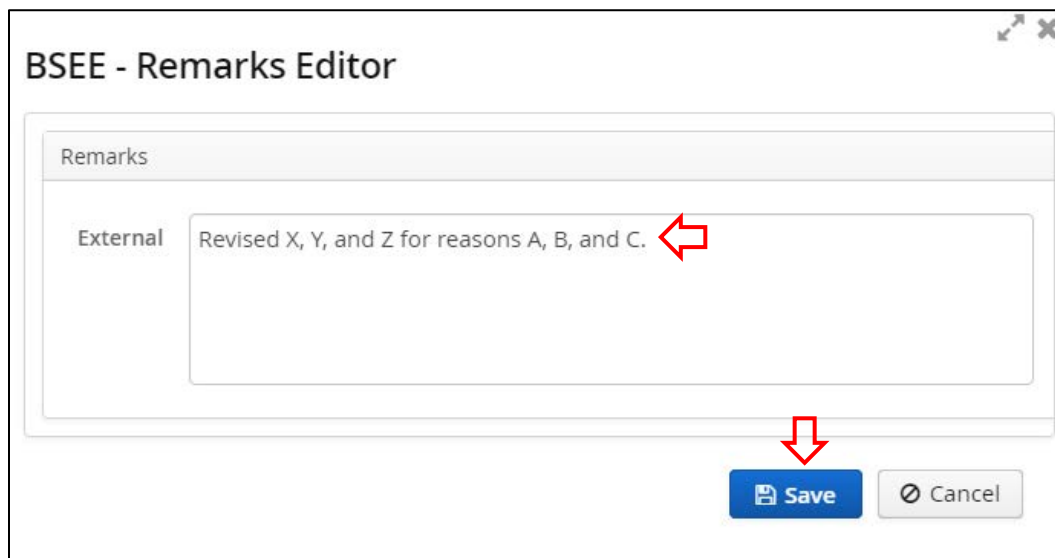 BSEE - Remarks Editor
Remarks
External
Revised X, Y, and Z for reasons A, B, and C.
Save
Cancel